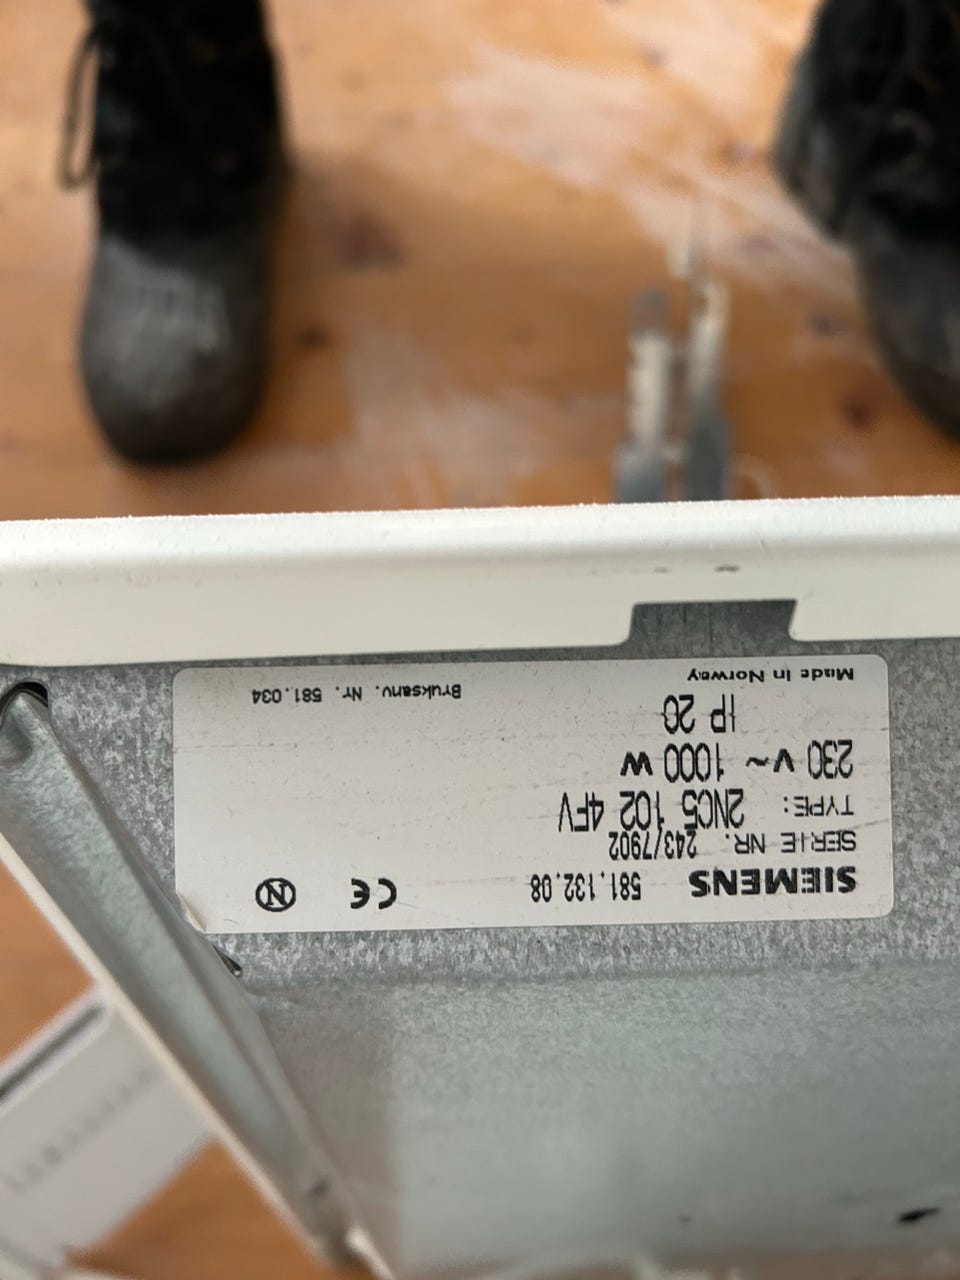 SIEMENS 581.132.08 CE N
SERIE NR. 243/7902
TYPE: 2NC5 102 4FV
230 V~ 1000 W
IP 20
Made in Norway Bruksanv. Nr. 581.034